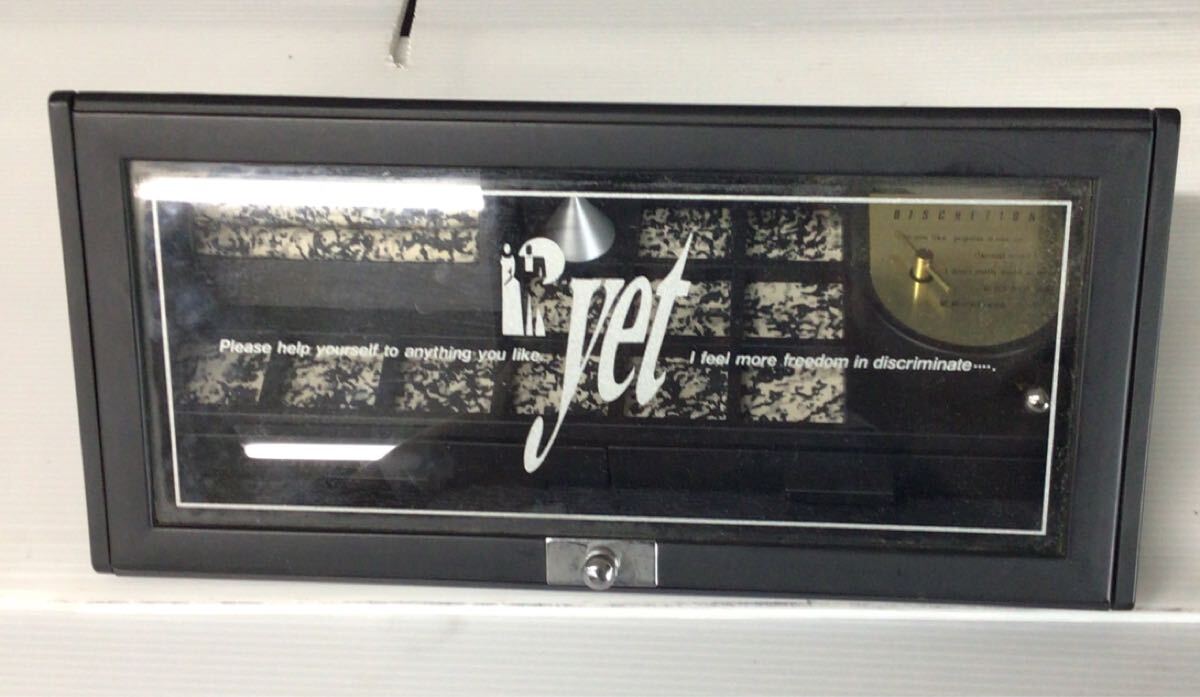 DISCRETION
yet
Please help yourself to anything you like.
I feel more freedom in discriminate····.